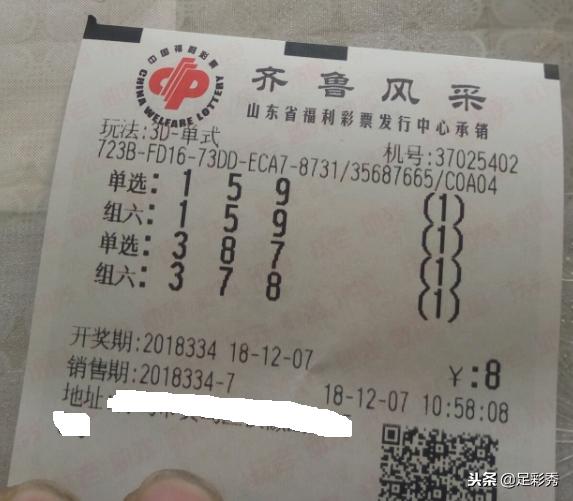 中国福利彩票
CHINA WELFARE LOTTERY
齐鲁风采
山东省福利彩票发行中心承销
玩法:3D-单式
机号:37025402
723B-FD16-73DD-ECA7-8731/35687665/C0A04
单选: 1 5 9 (1)
组六: 1 5 9 (1)
单选: 3 8 7 (1)
组六: 3 7 8 (1)
开奖期:2018334 18-12-07
¥:8
销售期:2018334-7 18-12-07 10:58:08
地址:
头条 @足彩秀